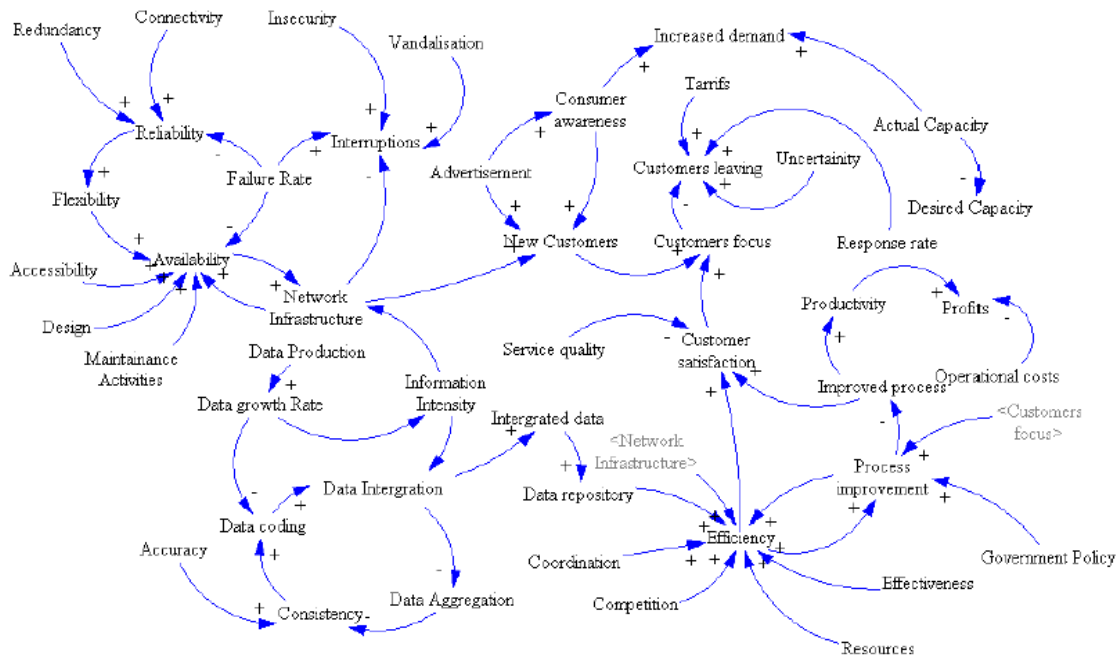 Redundancy
Connectivity
Insecurity
Vandalisation
Increased demand
Tarrifs
Consumer
awareness
Actual Capacity
Reliability
Interruptions
Customers leaving
Uncertainity
Failure Rate
Advertisement
Flexibility
Desired Capacity
New Customers
Customers focus
Response rate
Availability
Accessibility
Network
Infrastructure
Productivity
Profits
Design
Maintainance
Activities
Data Production
Service quality
Customer
satisfaction
Information
Intensity
Improved process
Operational costs
Data growth Rate
Intergrated data
<Customers
focus>
<Network
Infrastructure>
Process
improvement
Data Intergration
Data repository
Data coding
Efficiency
Accuracy
Coordination
Government Policy
Effectiveness
Consistency
Data Aggregation
Competition
Resources
+
+
+
+
+
+
+
+
+
+
-
+
-
+
-
+
-
-
+
+
+
+
+
+
+
+
+
+
+
-
-
+
+
+
+
-
+
+
+
-
+
+
+
+
-
+
+
+
+
+
+
+
-
+
-